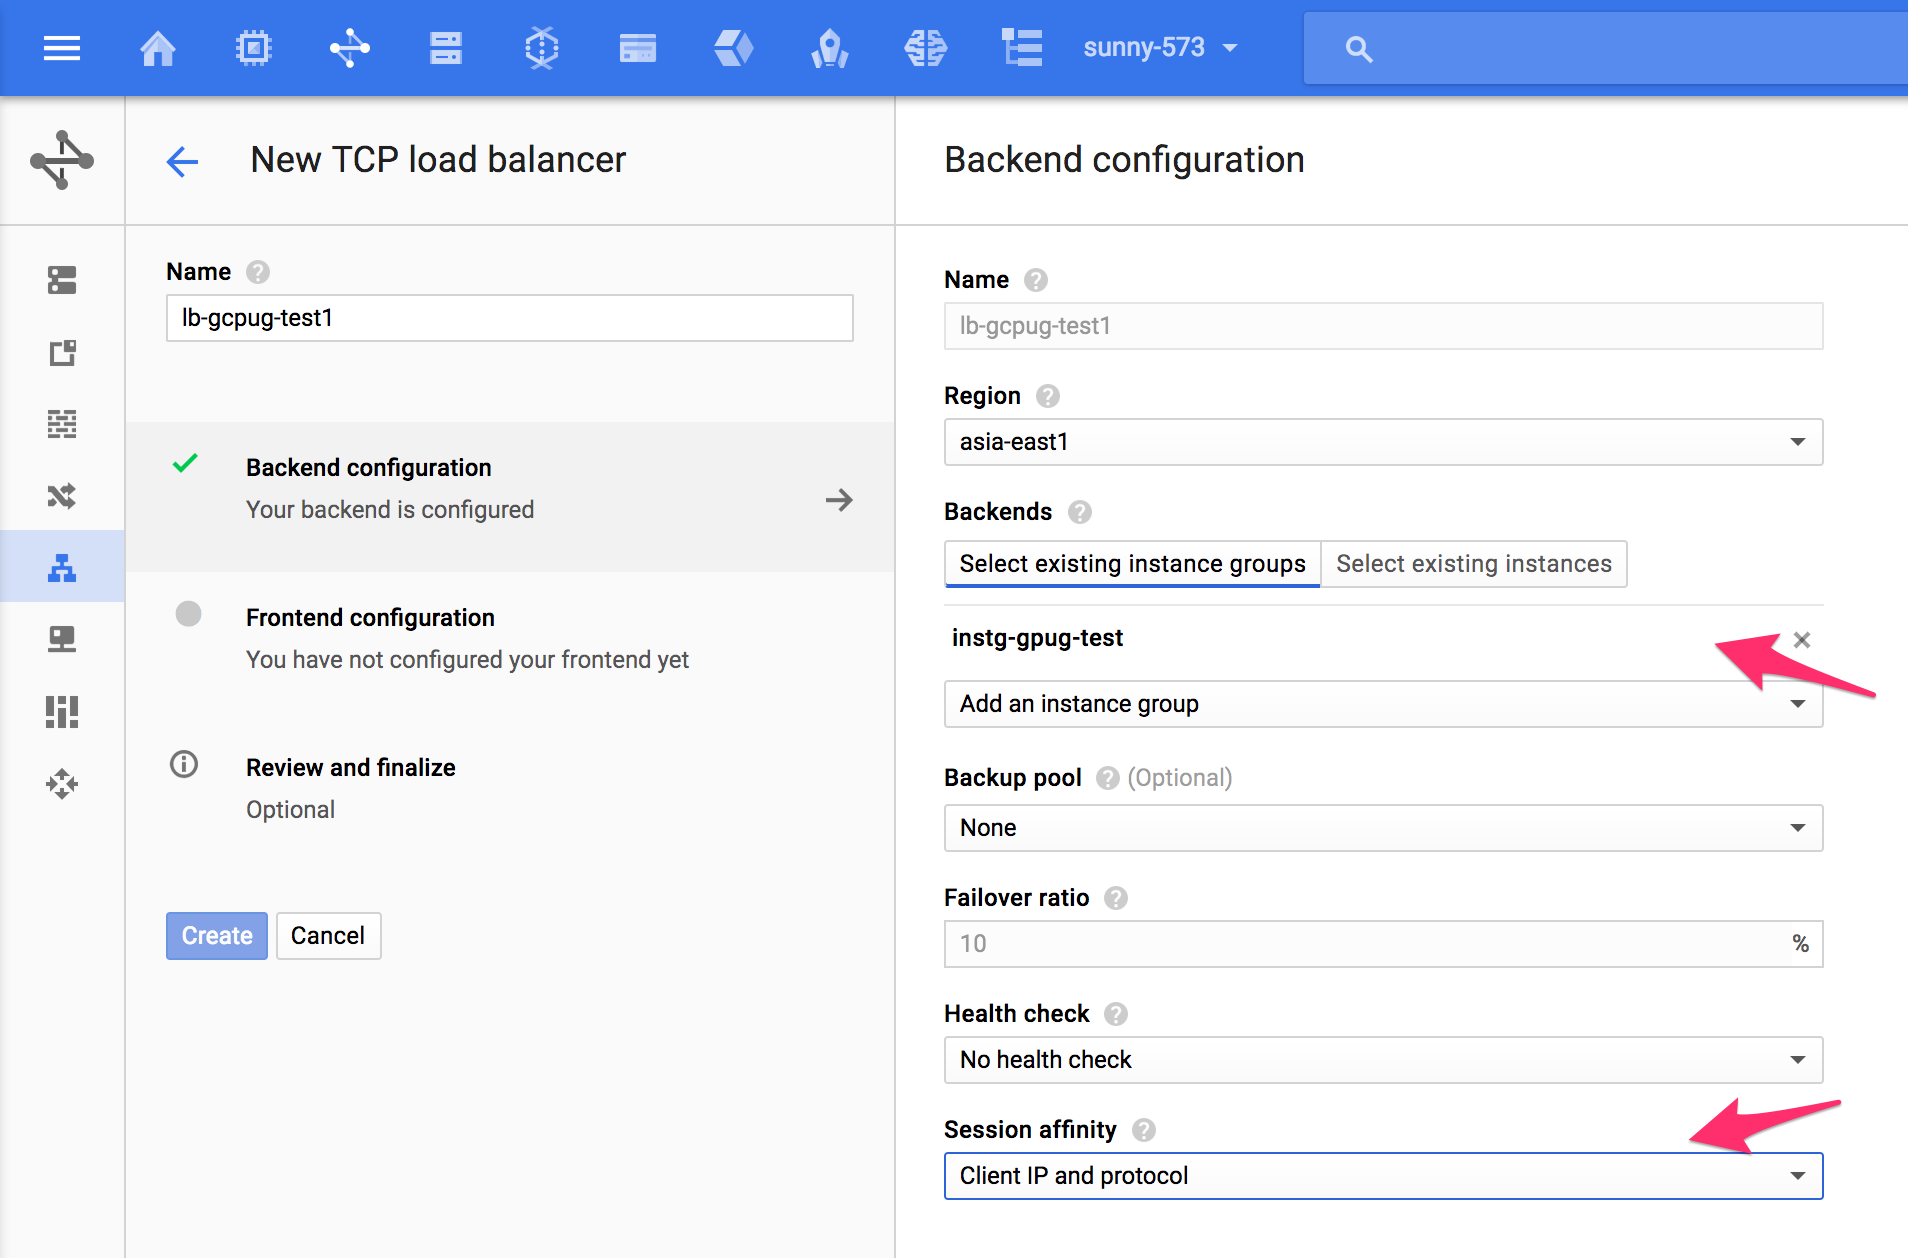 sunny-573
New TCP load balancer
Backend configuration
Name ?
lb-gcpug-test1
Backend configuration
Your backend is configured
Frontend configuration
You have not configured your frontend yet
Review and finalize
Optional
Create Cancel
Name ?
lb-gcpug-test1
Region ?
asia-east1
Backends ?
Select existing instance groups Select existing instances
instg-gpug-test
Add an instance group
Backup pool ? (Optional)
None
Failover ratio ?
10 %
Health check ?
No health check
Session affinity ?
Client IP and protocol